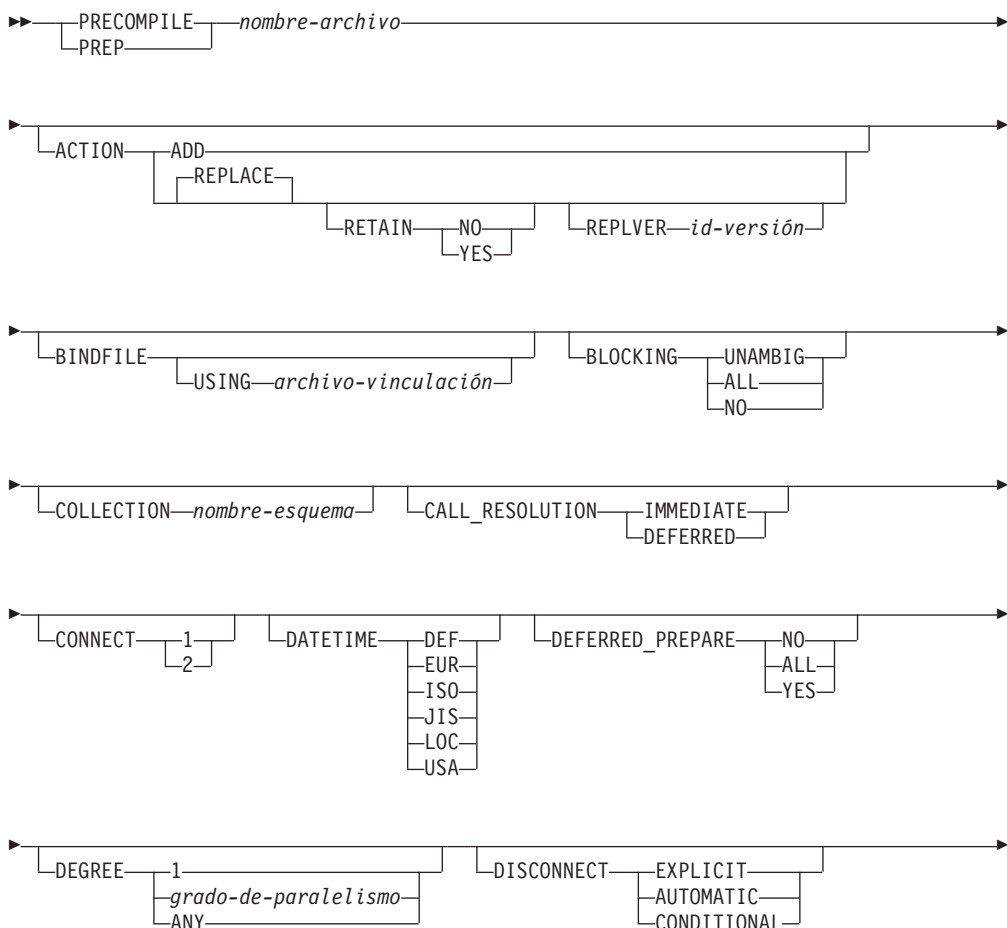 PRECOMPILE nombre-archivo
PREP
ACTION ADD
REPLACE
RETAIN NO REPLVER id-versión
YES
BINDFILE BLOCKING UNAMBIG
USING archivo-vinculación ALL
NO
COLLECTION nombre-esquema CALL_RESOLUTION IMMEDIATE
DEFERRED
CONNECT 1 DATETIME DEF DEFERRED_PREPARE NO
2 EUR ALL
ISO YES
JIS
LOC
USA
DEGREE 1 DISCONNECT EXPLICIT
grado-de-paralelismo AUTOMATIC
ANY CONDITIONAL